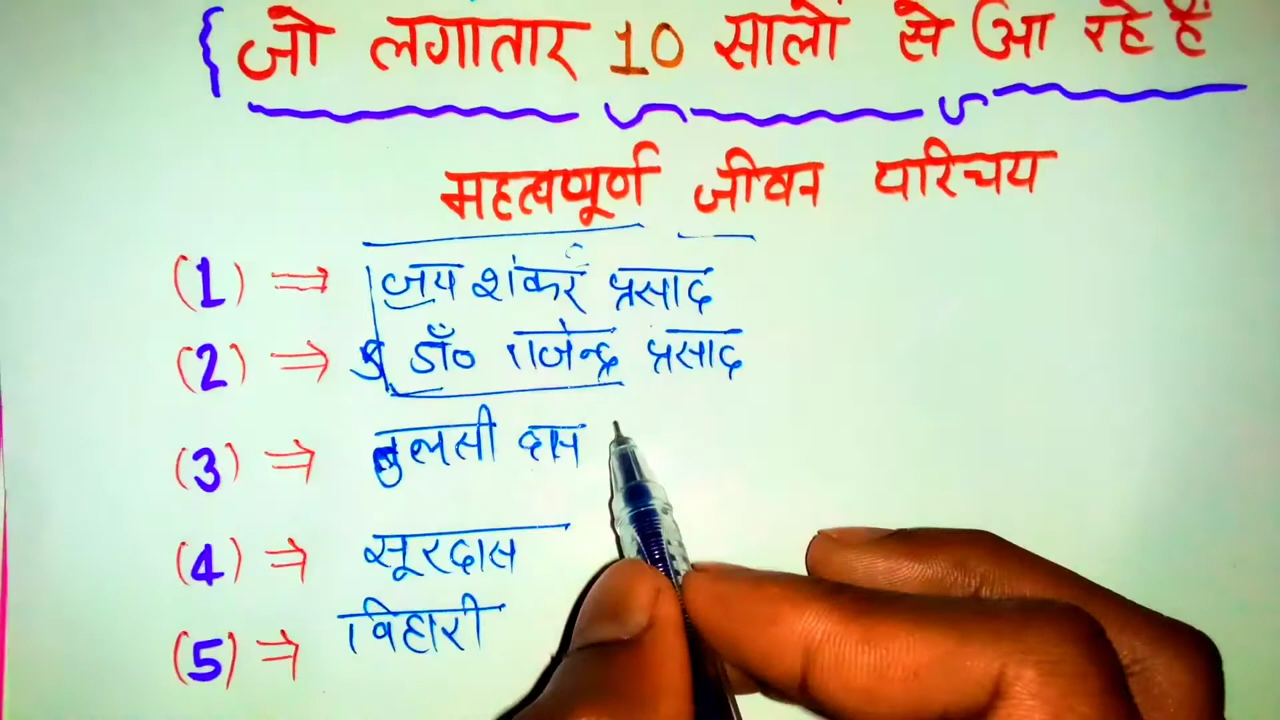 { जो लगातार 10 सालों से आ रहे हैं
महत्वपूर्ण जीवन परिचय
(1) ⇒ जय शंकर प्रसाद
(2) ⇒ डॉ० राजेन्द्र प्रसाद
(3) ⇒ तुलसी दास
(4) ⇒ सूरदास
(5) ⇒ विहारी